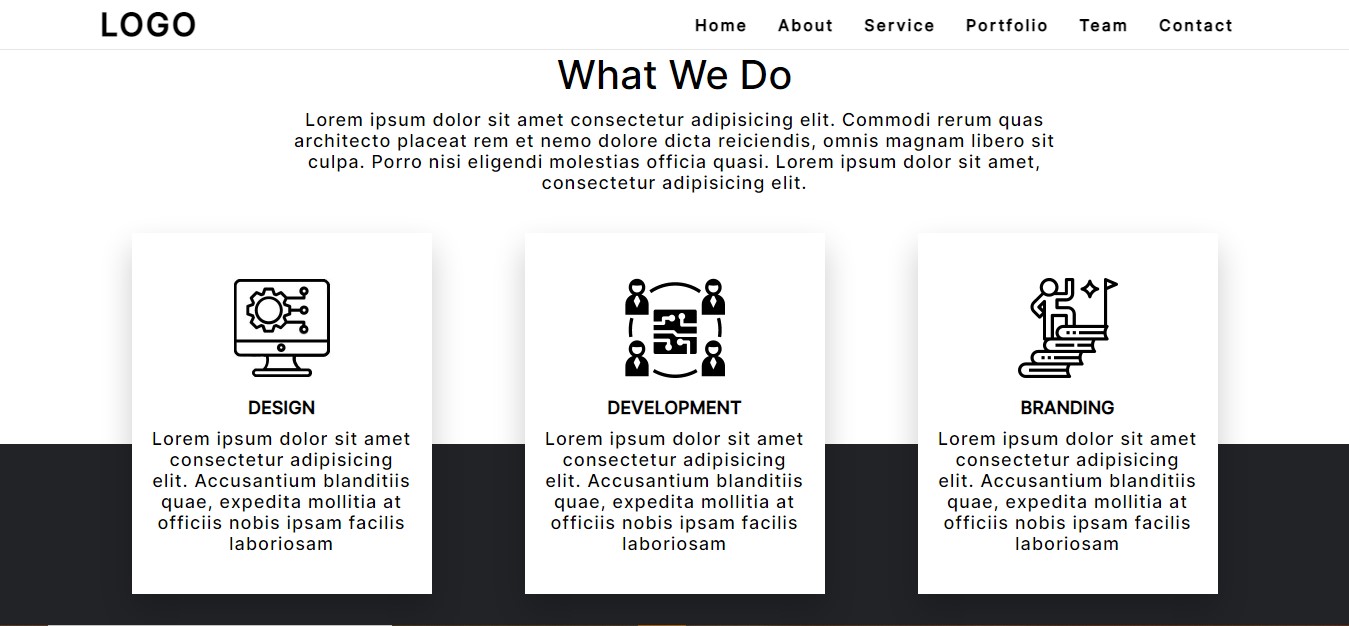 LOGO
Home About Service Portfolio Team Contact
What We Do
Lorem ipsum dolor sit amet consectetur adipisicing elit. Commodi rerum quas
architecto placeat rem et nemo dolore dicta reiciendis, omnis magnam libero sit
culpa. Porro nisi eligendi molestias officia quasi. Lorem ipsum dolor sit amet,
consectetur adipisicing elit.
DESIGN
Lorem ipsum dolor sit amet
consectetur adipisicing
elit. Accusantium blanditiis
quae, expedita mollitia at
officiis nobis ipsam facilis
laboriosam
DEVELOPMENT
Lorem ipsum dolor sit amet
consectetur adipisicing
elit. Accusantium blanditiis
quae, expedita mollitia at
officiis nobis ipsam facilis
laboriosam
BRANDING
Lorem ipsum dolor sit amet
consectetur adipisicing
elit. Accusantium blanditiis
quae, expedita mollitia at
officiis nobis ipsam facilis
laboriosam